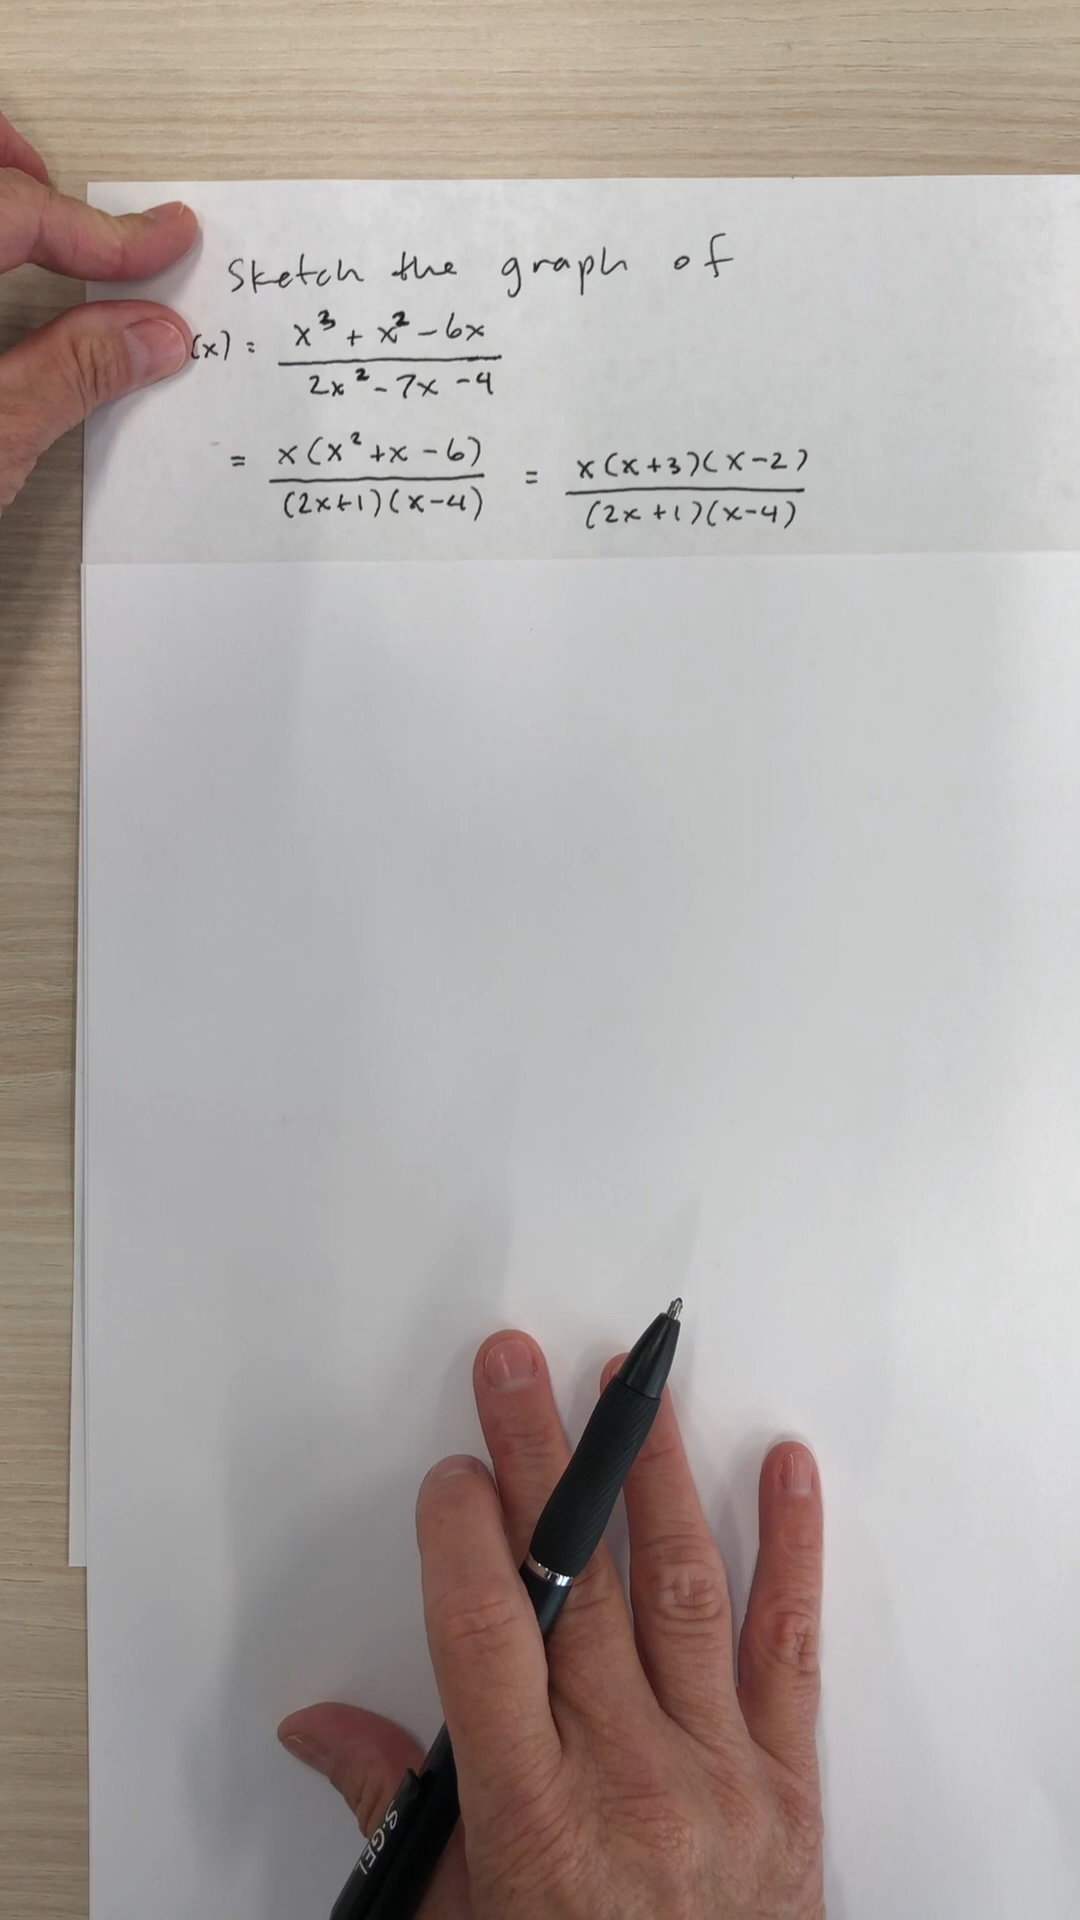 Sketch the graph of
(x) = x³ + x² - 6x / 2x² - 7x - 4
= x(x² + x - 6) / (2x+1)(x-4) = x(x+3)(x-2) / (2x+1)(x-4)
S.GEL